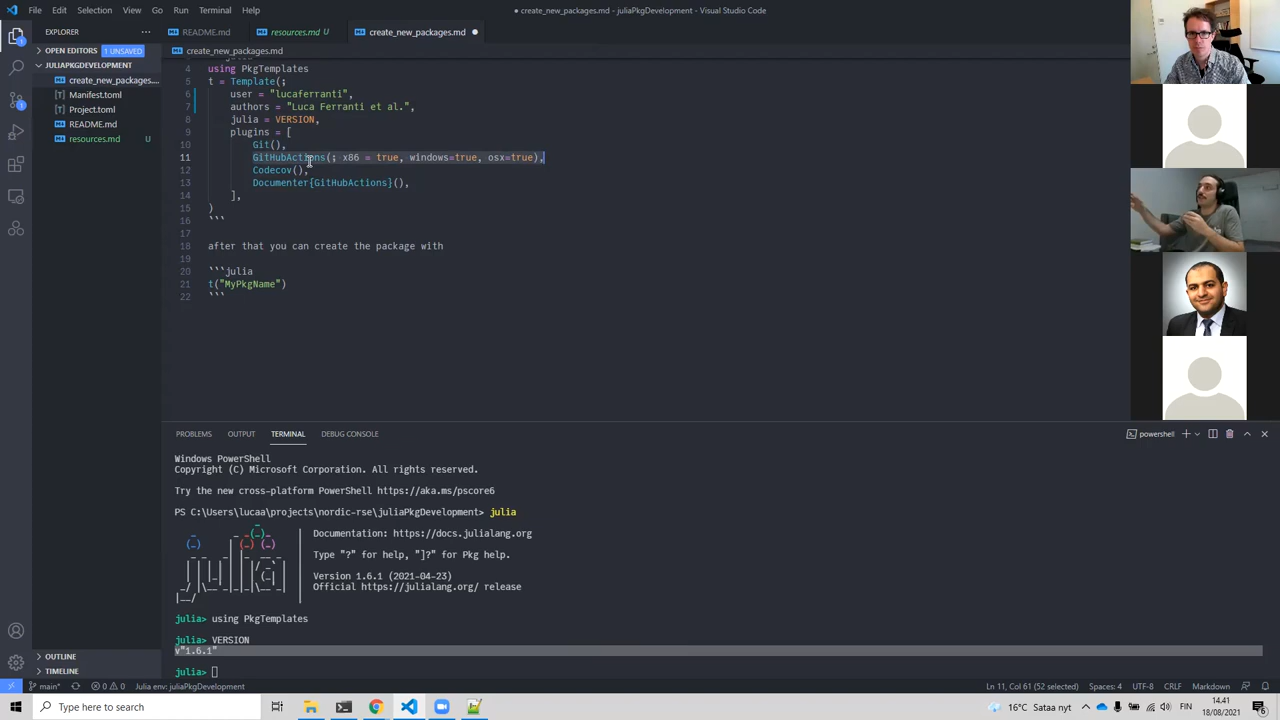 File Edit Selection View Go Run Terminal Help
● create_new_packages.md - juliaPkgDevelopment - Visual Studio Code
EXPLORER ···
README.md
resources.md U
create_new_packages.md ●
OPEN EDITORS 1 UNSAVED
create_new_packages.md
JULIAPKGDEVELOPMENT
create_new_packages....
Manifest.toml
Project.toml
README.md
resources.md U
4 using PkgTemplates
5 t = Template(;
6 user = "lucaferranti",
7 authors = "Luca Ferranti et al.",
8 julia = VERSION,
9 plugins = [
10 Git(),
11 GitHubActions(; x86 = true, windows=true, osx=true),
12 Codecov(),
13 Documenter{GitHubActions}(),
14 ],
15 )
16 ```
17
18 after that you can create the package with
19
20 ```julia
21 t("MyPkgName")
22 ```
PROBLEMS OUTPUT TERMINAL DEBUG CONSOLE
powershell
Windows PowerShell
Copyright (C) Microsoft Corporation. All rights reserved.
Try the new cross-platform PowerShell https://aka.ms/pscore6
PS C:\Users\lucaa\projects\nordic-rse\juliaPkgDevelopment> julia
Documentation: https://docs.julialang.org
Type "?" for help, "]?" for Pkg help.
Version 1.6.1 (2021-04-23)
Official https://julialang.org/ release
julia> using PkgTemplates
julia> VERSION
v"1.6.1"
julia>
OUTLINE
TIMELINE
main* 0 0 Julia env: juliaPkgDevelopment
Ln 11, Col 61 (52 selected) Spaces: 4 UTF-8 CRLF Markdown
Type here to search
16°C Sataa nyt
FIN
14.41
18/08/2021